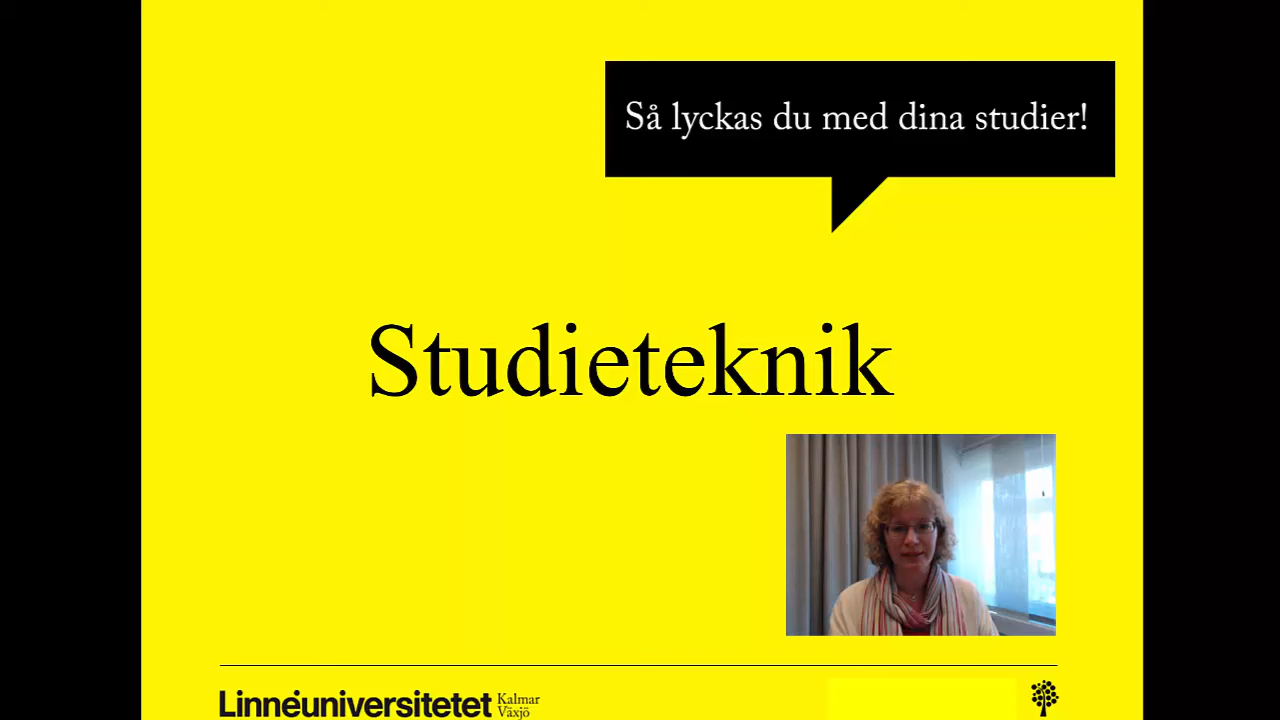 Så lyckas du med dina studier!
Studieteknik
Linnéuniversitetet
Kalmar
Växjö